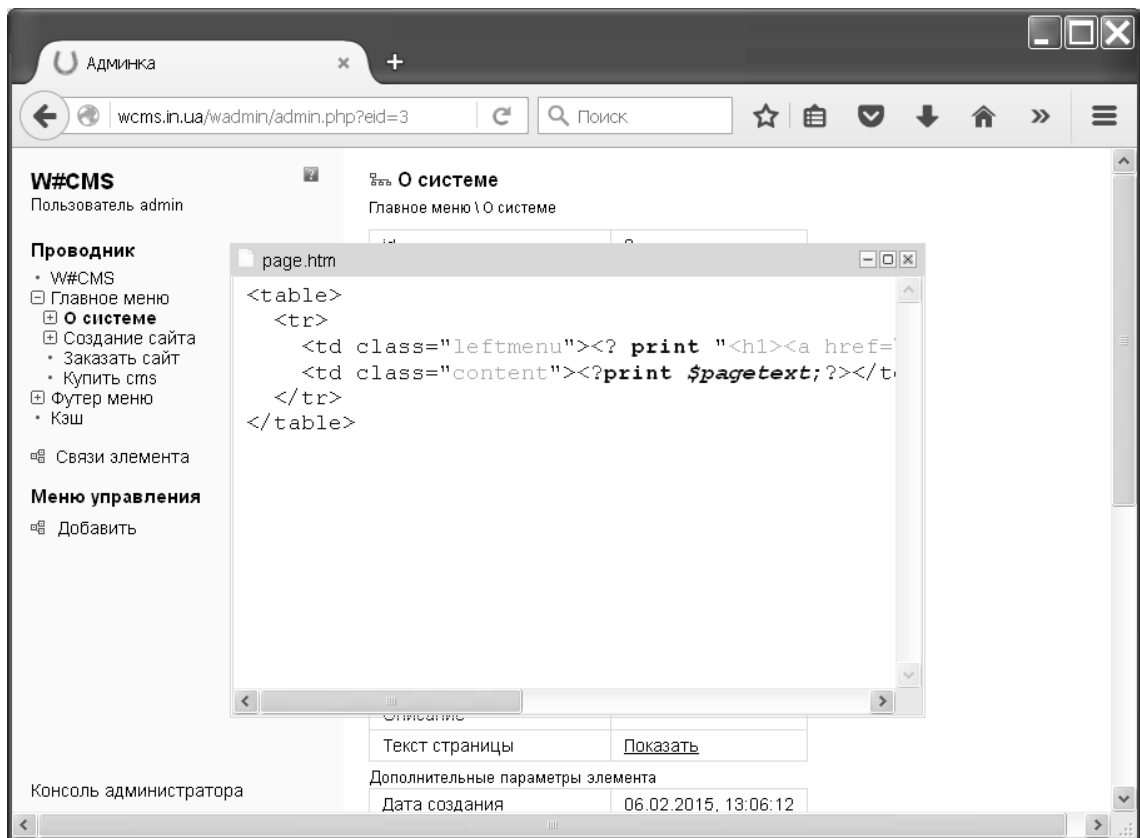 Админка
wcms.in.ua/wadmin/admin.php?eid=3
Поиск
W#CMS
Пользователь admin
Проводник
W#CMS
Главное меню
О системе
Создание сайта
Заказать сайт
Купить cms
Футер меню
Кэш
Связи элемента
Меню управления
Добавить
Консоль администратора
О системе
Главное меню \ О системе
page.htm
<table>
<tr>
<td class="leftmenu"><? print "<h1><a href=
<td class="content"><?print $pagetext;?></t
</tr>
</table>
Описание
Текст страницы Показать
Дополнительные параметры элемента
Дата создания 06.02.2015, 13:06:12